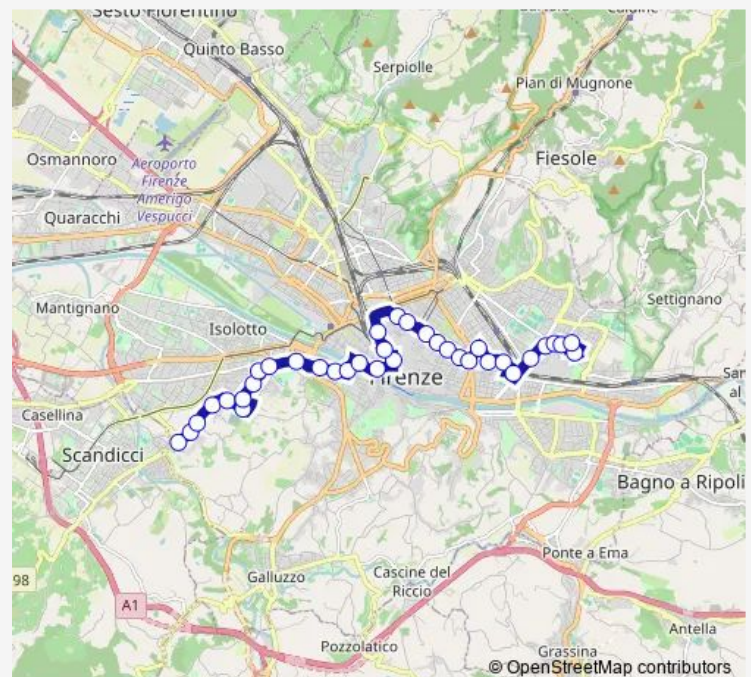 Sesto Fiorentino
Quinto Basso
Serpiolle
Pian di Mugnone
Osmannoro
Aeroporto
Firenze
Amerigo
Vespucci
Fiesole
Quaracchi
Mantignano
Settignano
Isolotto
Firenze
Casellina
Scandicci
Bagno a Ripoli
Ponte a Ema
98
Galluzzo
Cascine del
Riccio
A1
Antella
Pozzolatico
Grassina
© OpenStreetMap contributors